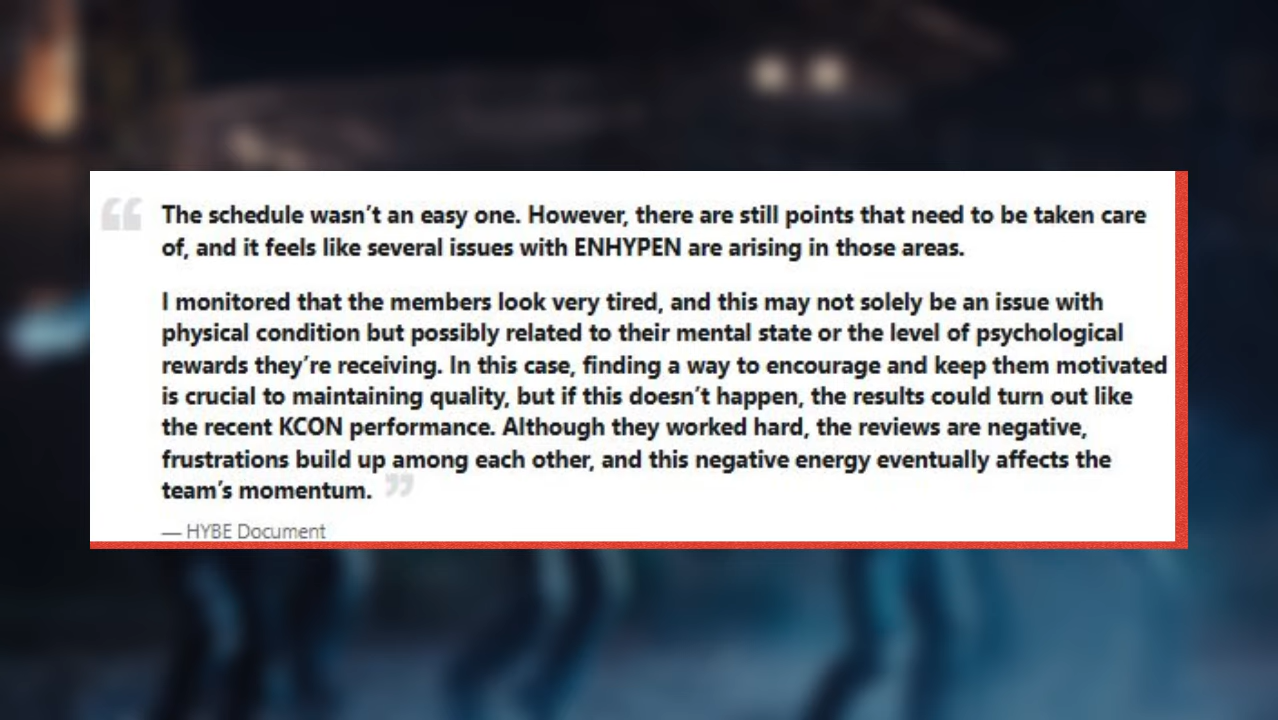 “ The schedule wasn’t an easy one. However, there are still points that need to be taken care
of, and it feels like several issues with ENHYPEN are arising in those areas.
I monitored that the members look very tired, and this may not solely be an issue with
physical condition but possibly related to their mental state or the level of psychological
rewards they’re receiving. In this case, finding a way to encourage and keep them motivated
is crucial to maintaining quality, but if this doesn’t happen, the results could turn out like
the recent KCON performance. Although they worked hard, the reviews are negative,
frustrations build up among each other, and this negative energy eventually affects the
team’s momentum. ”
— HYBE Document